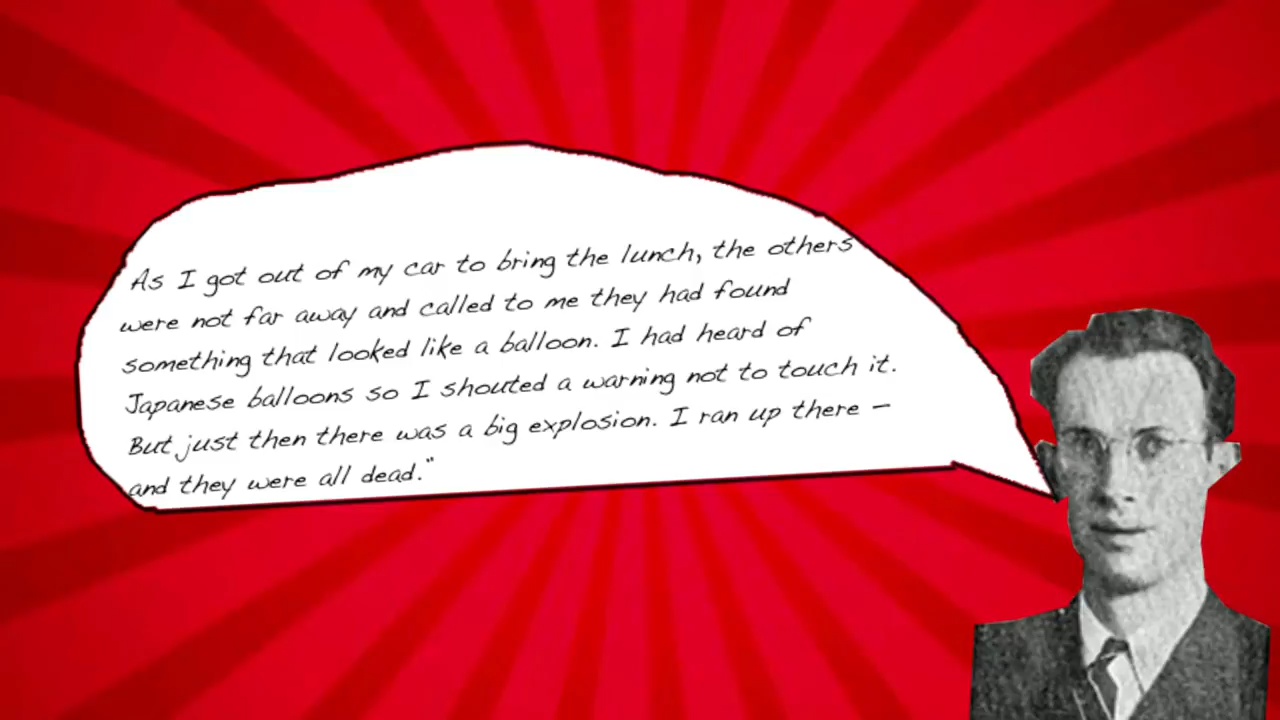 As I got out of my car to bring the lunch, the others
were not far away and called to me they had found
something that looked like a balloon. I had heard of
Japanese balloons so I shouted a warning not to touch it.
But just then there was a big explosion. I ran up there –
and they were all dead."